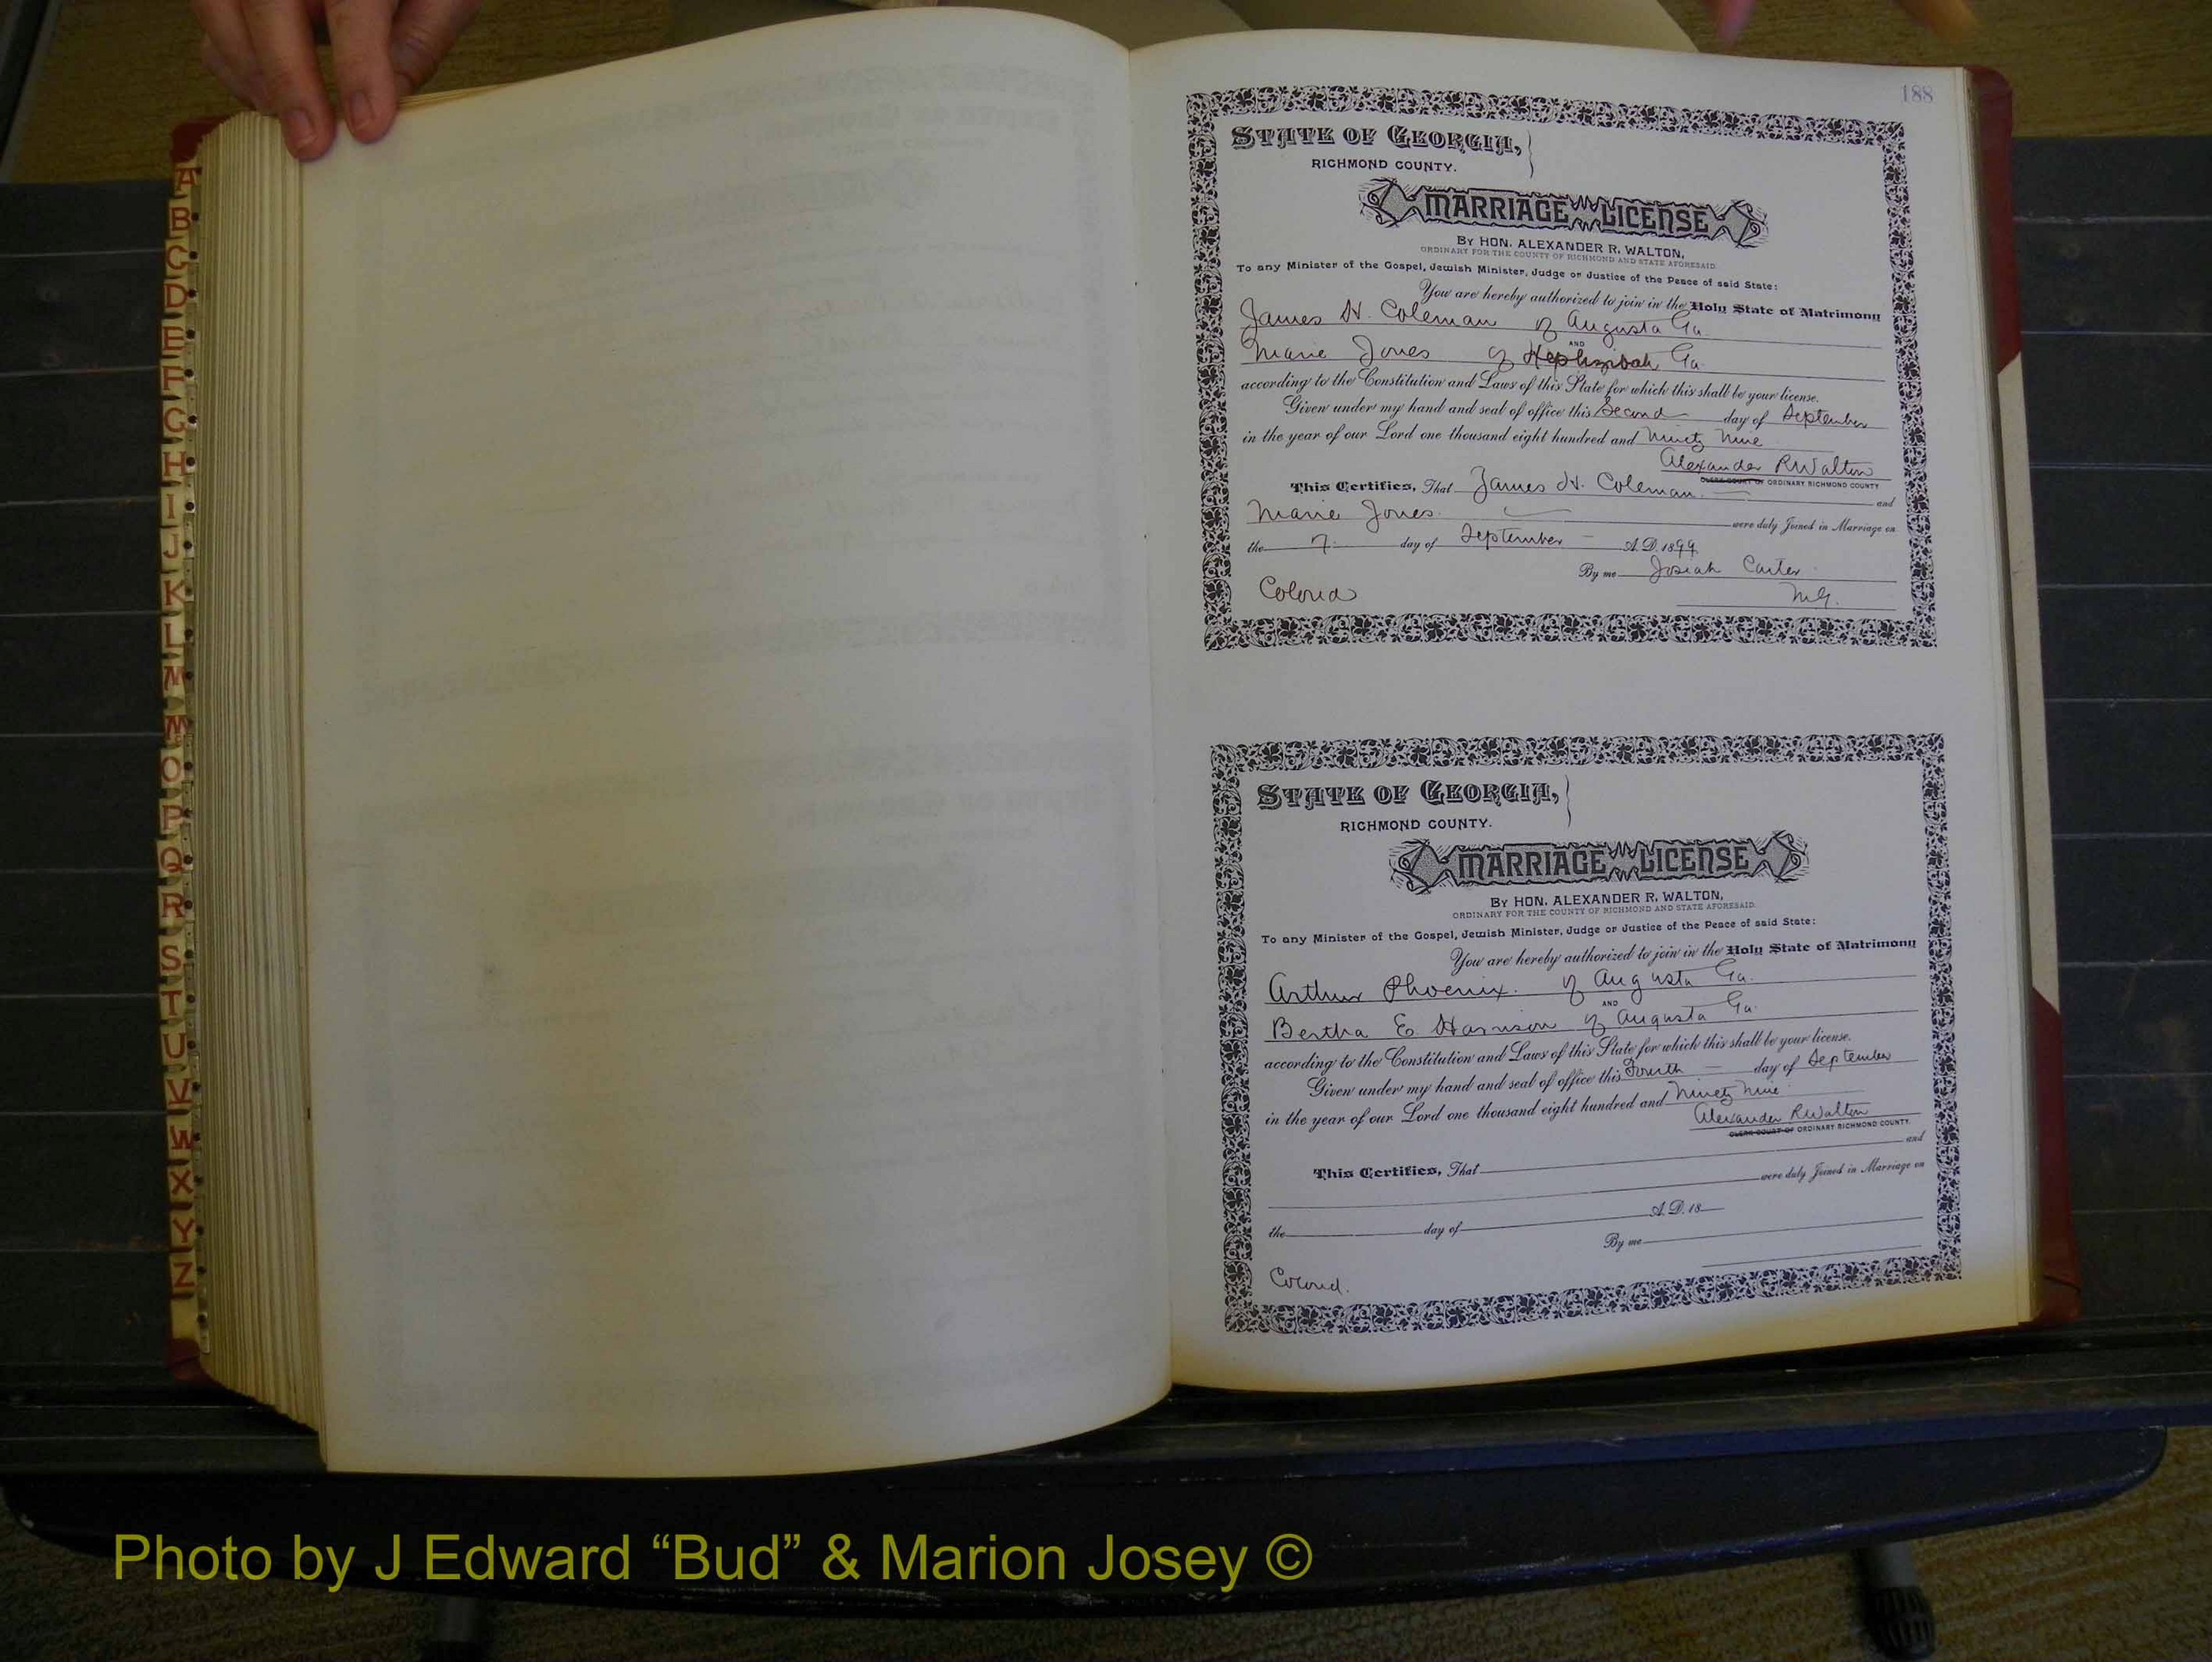 A
B
C
D
E
F
G
H
I
J
K
L
M
M
O
P
Q
R
S
T
U
V
W
X
Y
Z
188
STATE OF GEORGIA,
RICHMOND COUNTY.
MARRIAGE LICENSE
BY HON. ALEXANDER R. WALTON,
ORDINARY FOR THE COUNTY OF RICHMOND AND STATE AFORESAID.
To any Minister of the Gospel, Jewish Minister, Judge or Justice of the Peace of said State:
You are hereby authorized to join in the Holy State of Matrimony
James H. Coleman of Augusta Ga.
AND
Marie Jones of Hephzibah Ga.
according to the Constitution and Laws of this State for which this shall be your license.
Given under my hand and seal of office this Second day of September
in the year of our Lord one thousand eight hundred and Ninety Nine
Alexander R Walton
CLERK COURT OF ORDINARY RICHMOND COUNTY
This Certifies, That James H. Coleman. and
Marie Jones. were duly Joined in Marriage on
the 7. day of September A.D. 1899
By me Josiah Carter
Colored M.G.
STATE OF GEORGIA,
RICHMOND COUNTY.
MARRIAGE LICENSE
BY HON. ALEXANDER R. WALTON,
ORDINARY FOR THE COUNTY OF RICHMOND AND STATE AFORESAID.
To any Minister of the Gospel, Jewish Minister, Judge or Justice of the Peace of said State:
You are hereby authorized to join in the Holy State of Matrimony
Arthur Phoenix. of Augusta Ga.
AND
Bertha E. Harrison of Augusta Ga.
according to the Constitution and Laws of this State for which this shall be your license.
Given under my hand and seal of office this Fourth day of September
in the year of our Lord one thousand eight hundred and Ninety Nine
Alexander R Walton
CLERK COURT OF ORDINARY RICHMOND COUNTY.
This Certifies, That and
were duly Joined in Marriage on
the day of A.D. 18
By me
Colored.
Photo by J Edward “Bud” & Marion Josey ©